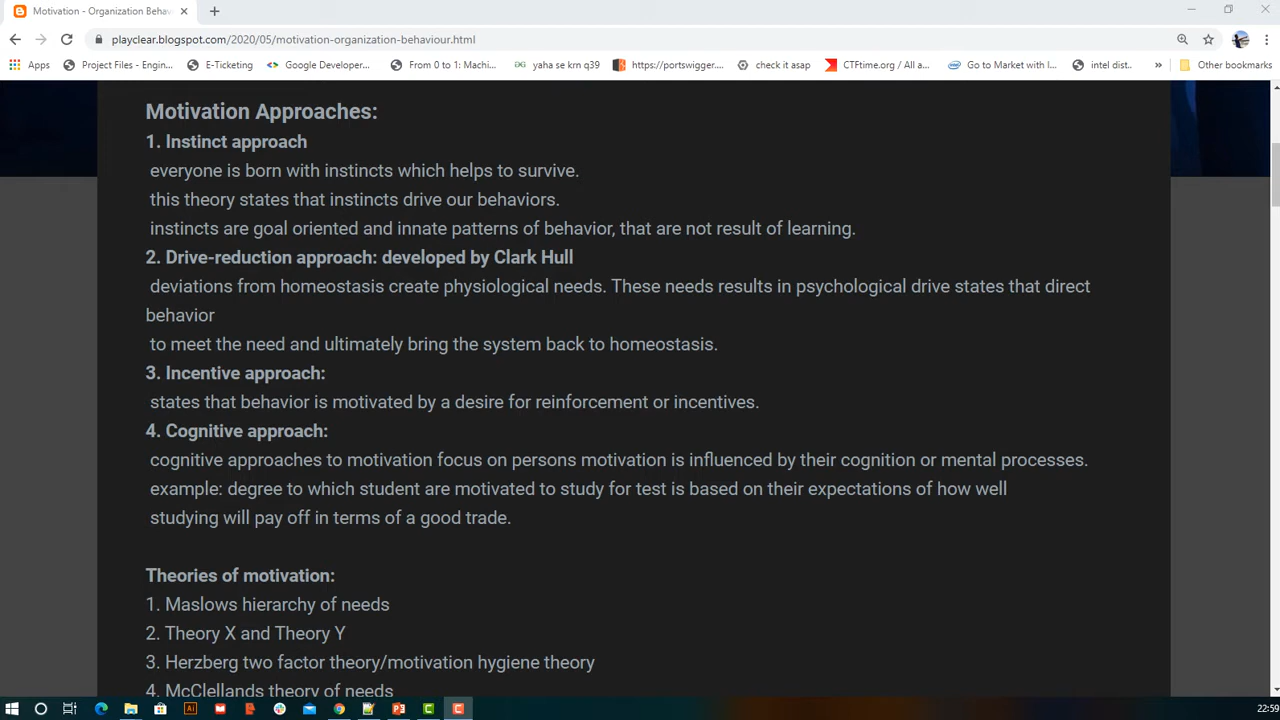 Motivation - Organization Behav
playclear.blogspot.com/2020/05/motivation-organization-behaviour.html
Apps Project Files - Engin... E-Ticketing Google Developer... From 0 to 1: Machi... yaha se krn q39 https://portswigger.... check it asap CTFtime.org / All a... Go to Market with I... intel dist.. » Other bookmarks
Motivation Approaches:
1. Instinct approach
everyone is born with instincts which helps to survive.
this theory states that instincts drive our behaviors.
instincts are goal oriented and innate patterns of behavior, that are not result of learning.
2. Drive-reduction approach: developed by Clark Hull
deviations from homeostasis create physiological needs. These needs results in psychological drive states that direct
behavior
to meet the need and ultimately bring the system back to homeostasis.
3. Incentive approach:
states that behavior is motivated by a desire for reinforcement or incentives.
4. Cognitive approach:
cognitive approaches to motivation focus on persons motivation is influenced by their cognition or mental processes.
example: degree to which student are motivated to study for test is based on their expectations of how well
studying will pay off in terms of a good trade.
Theories of motivation:
1. Maslows hierarchy of needs
2. Theory X and Theory Y
3. Herzberg two factor theory/motivation hygiene theory
4. McClellands theory of needs
22:59